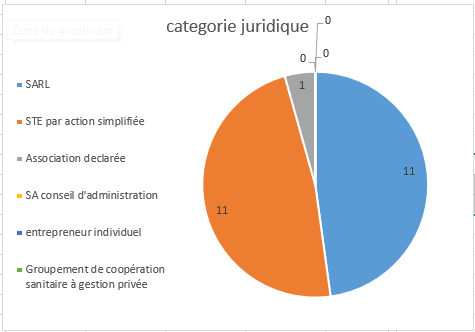 Zone de graphique
categorie juridique
0
0
0
1
11
11
SARL
STE par action simplifiée
Association declarée
SA conseil d'administration
entrepreneur individuel
Groupement de coopération
sanitaire à gestion privée